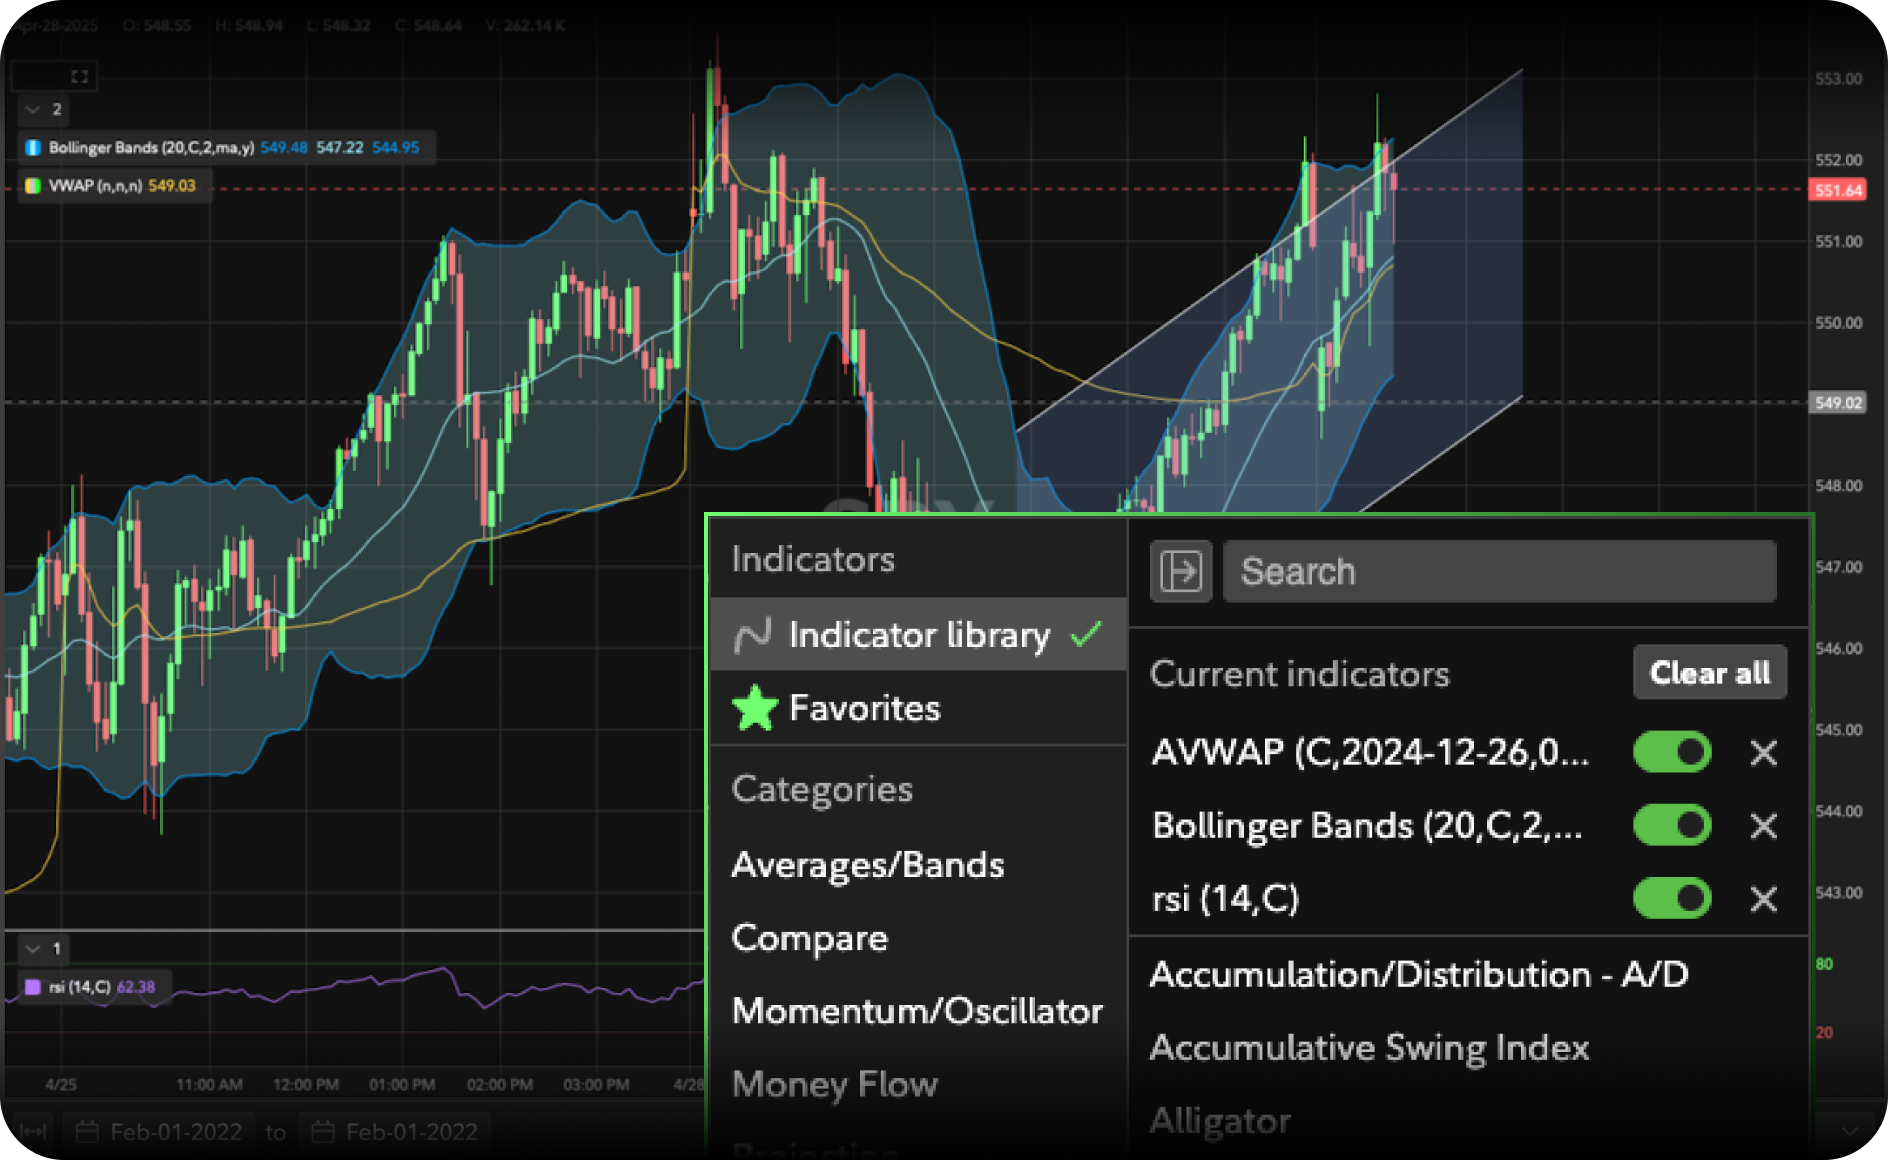 Apr-28-2025 O: 548.55 H: 548.94 L: 548.32 C: 548.64 V: 262.14 K
2
Bollinger Bands (20,C,2,ma,y) 549.48 547.22 544.95
VWAP (n,n,n) 549.03
553.00
552.00
551.64
551.00
550.00
549.02
548.00
547.00
546.00
545.00
544.00
543.00
80
20
1
rsi (14,C) 62.38
4/25 11:00 AM 12:00 PM 01:00 PM 02:00 PM 03:00 PM 4/28
Feb-01-2022 to Feb-01-2022
Indicators
Indicator library
Favorites
Categories
Averages/Bands
Compare
Momentum/Oscillator
Money Flow
Search
Current indicators Clear all
AVWAP (C,2024-12-26,0...
Bollinger Bands (20,C,2,...
rsi (14,C)
Accumulation/Distribution - A/D
Accumulative Swing Index
Alligator